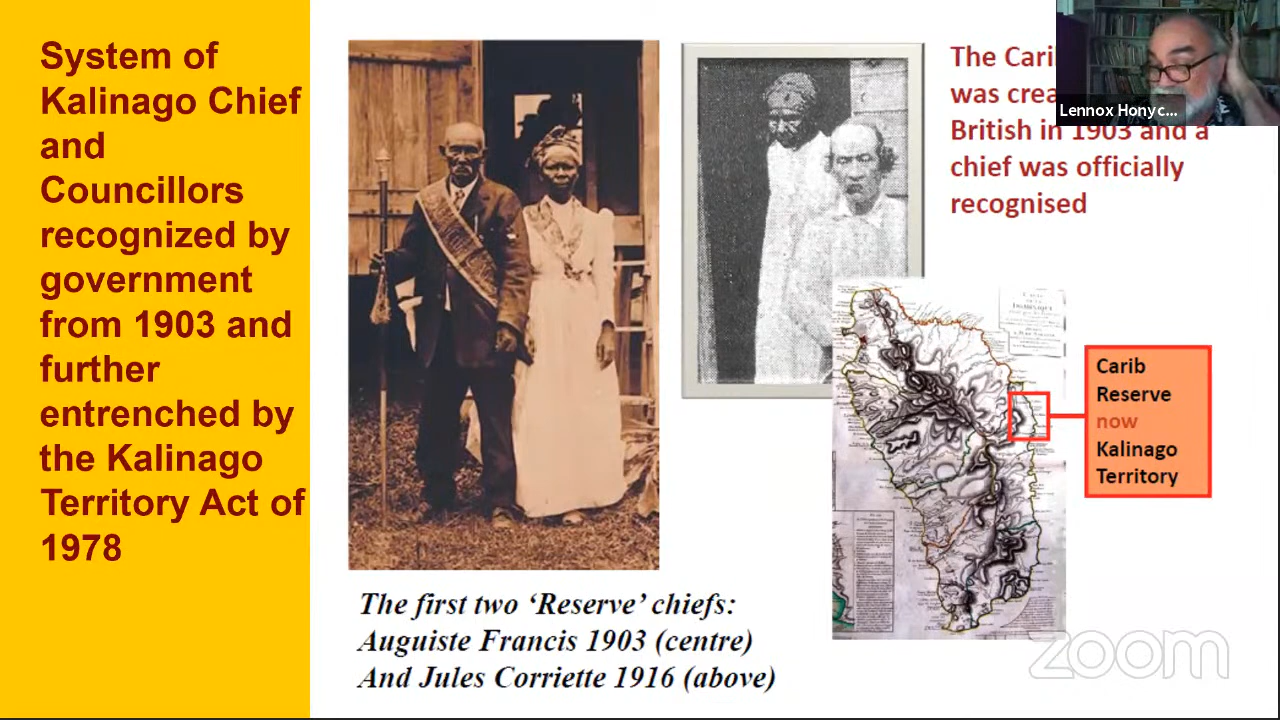 System of
Kalinago Chief
and
Councillors
recognized by
government
from 1903 and
further
entrenched by
the Kalinago
Territory Act of
1978
The Cari
was crea
British in 1903 and a
chief was officially
recognised
Lennox Honyc...
Carib
Reserve
now
Kalinago
Territory
The first two ‘Reserve’ chiefs:
Auguiste Francis 1903 (centre)
And Jules Corriette 1916 (above)
zoom